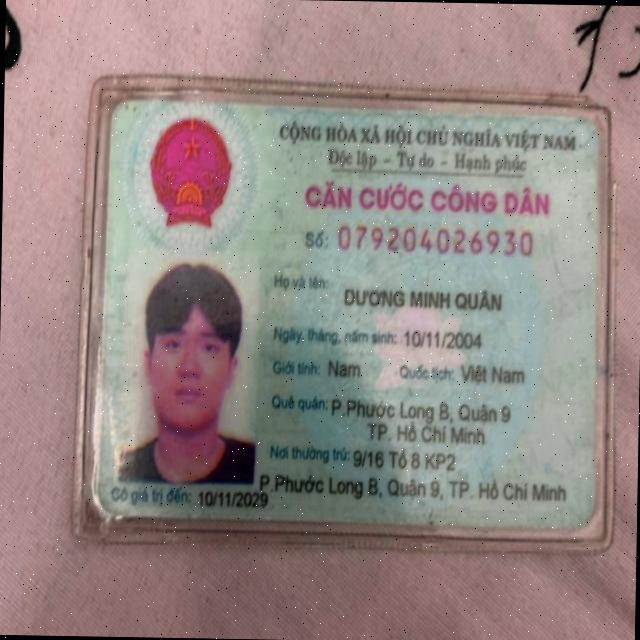 CỘNG HÒA XÃ HỘI CHỦ NGHĨA VIỆT NAM
Độc lập - Tự do - Hạnh phúc
CĂN CƯỚC CÔNG DÂN
Số: 079204026930
Họ và tên:
DƯƠNG MINH QUÂN
Ngày, tháng, năm sinh: 10/11/2004
Giới tính: Nam Quốc tịch: Việt Nam
Quê quán: P.Phước Long B, Quận 9
TP. Hồ Chí Minh
Nơi thường trú: 9/16 Tổ 8 KP2
P.Phước Long B, Quận 9, TP. Hồ Chí Minh
Có giá trị đến: 10/11/2029